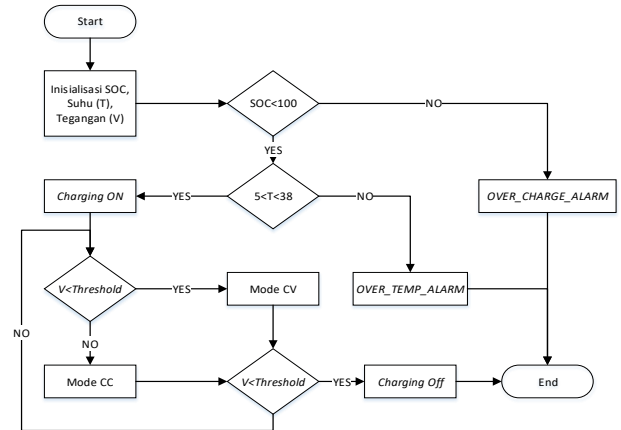 Start
Inisialisasi SOC,
Suhu (T),
Tegangan (V)
SOC<100
NO
YES
Charging ON
YES
5<T<38
NO
OVER_CHARGE_ALARM
V<Threshold
YES
Mode CV
OVER_TEMP_ALARM
NO
NO
Mode CC
V<Threshold
YES
Charging Off
End